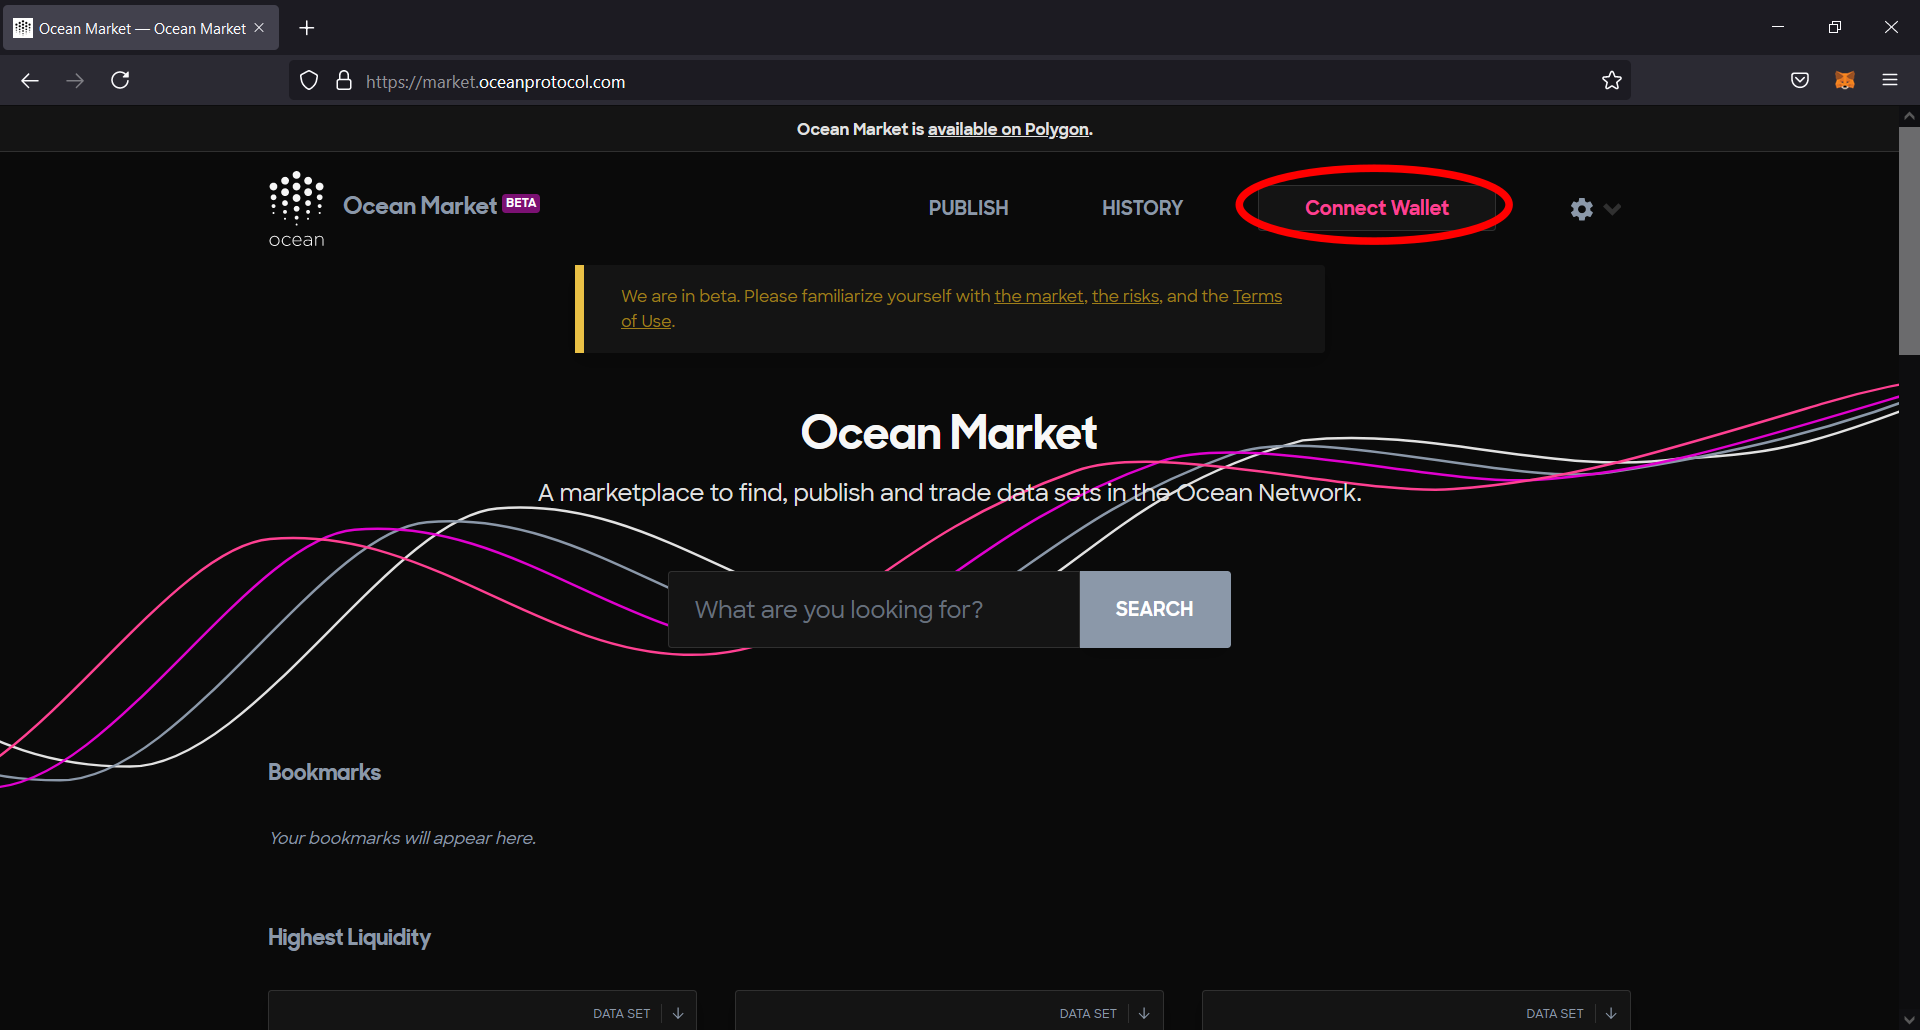 Ocean Market — Ocean Market
https://market.oceanprotocol.com
Ocean Market is available on Polygon.
ocean
Ocean Market BETA
PUBLISH
HISTORY
Connect Wallet
We are in beta. Please familiarize yourself with the market, the risks, and the Terms
of Use.
Ocean Market
A marketplace to find, publish and trade data sets in the Ocean Network.
What are you looking for?
SEARCH
Bookmarks
Your bookmarks will appear here.
Highest Liquidity
DATA SET
DATA SET
DATA SET